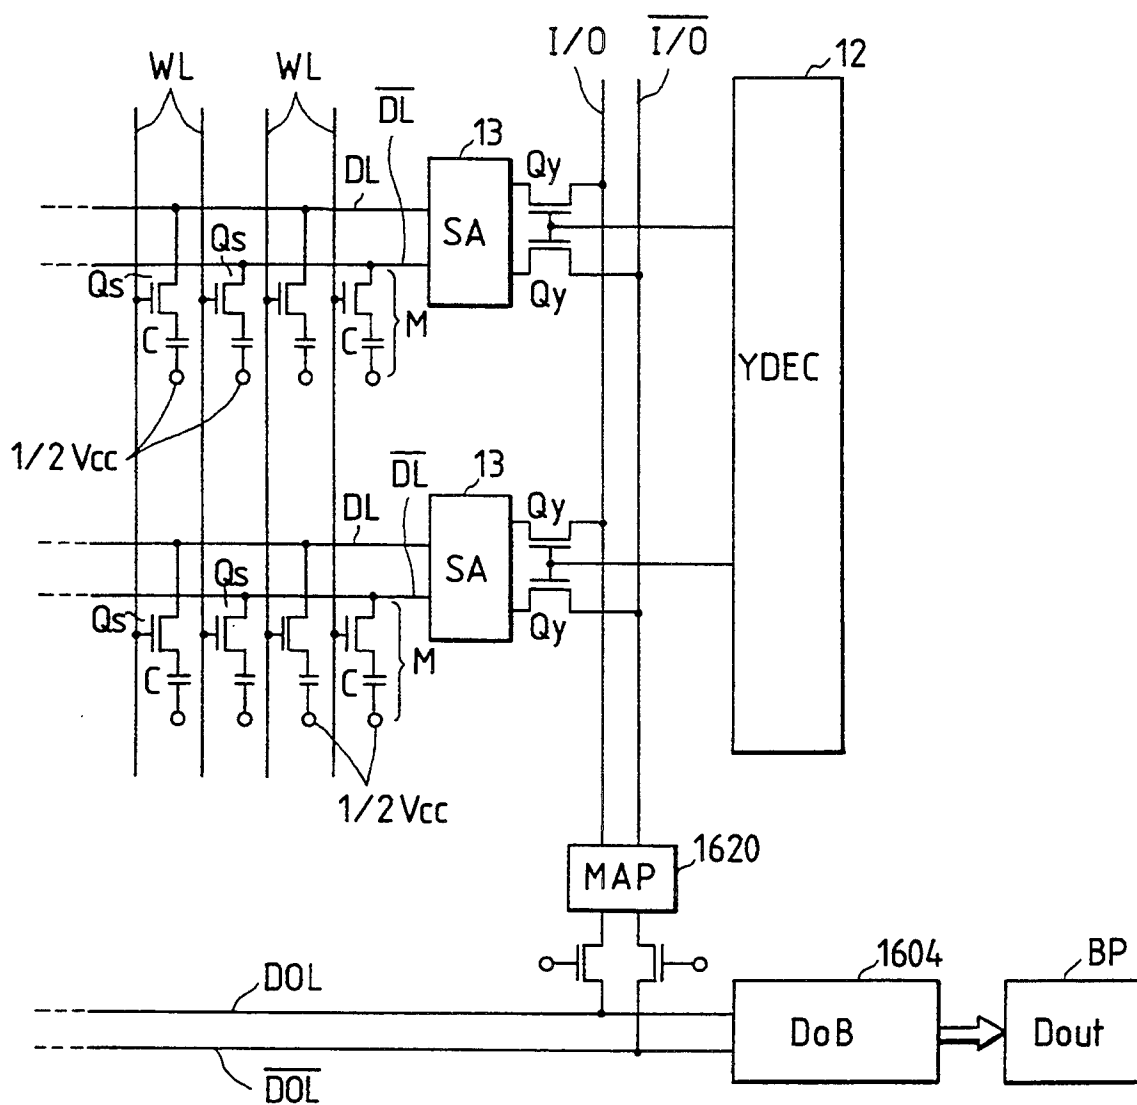 I/O
I/O
12
WL
WL
DL
13
Qy
DL
SA
Qs
Qs
Qy
C
C
M
YDEC
1/2 Vcc
DL
13
Qy
DL
SA
Qs
Qs
Qy
C
C
M
1/2 Vcc
1620
MAP
1604
BP
DOL
DoB
Dout
DOL